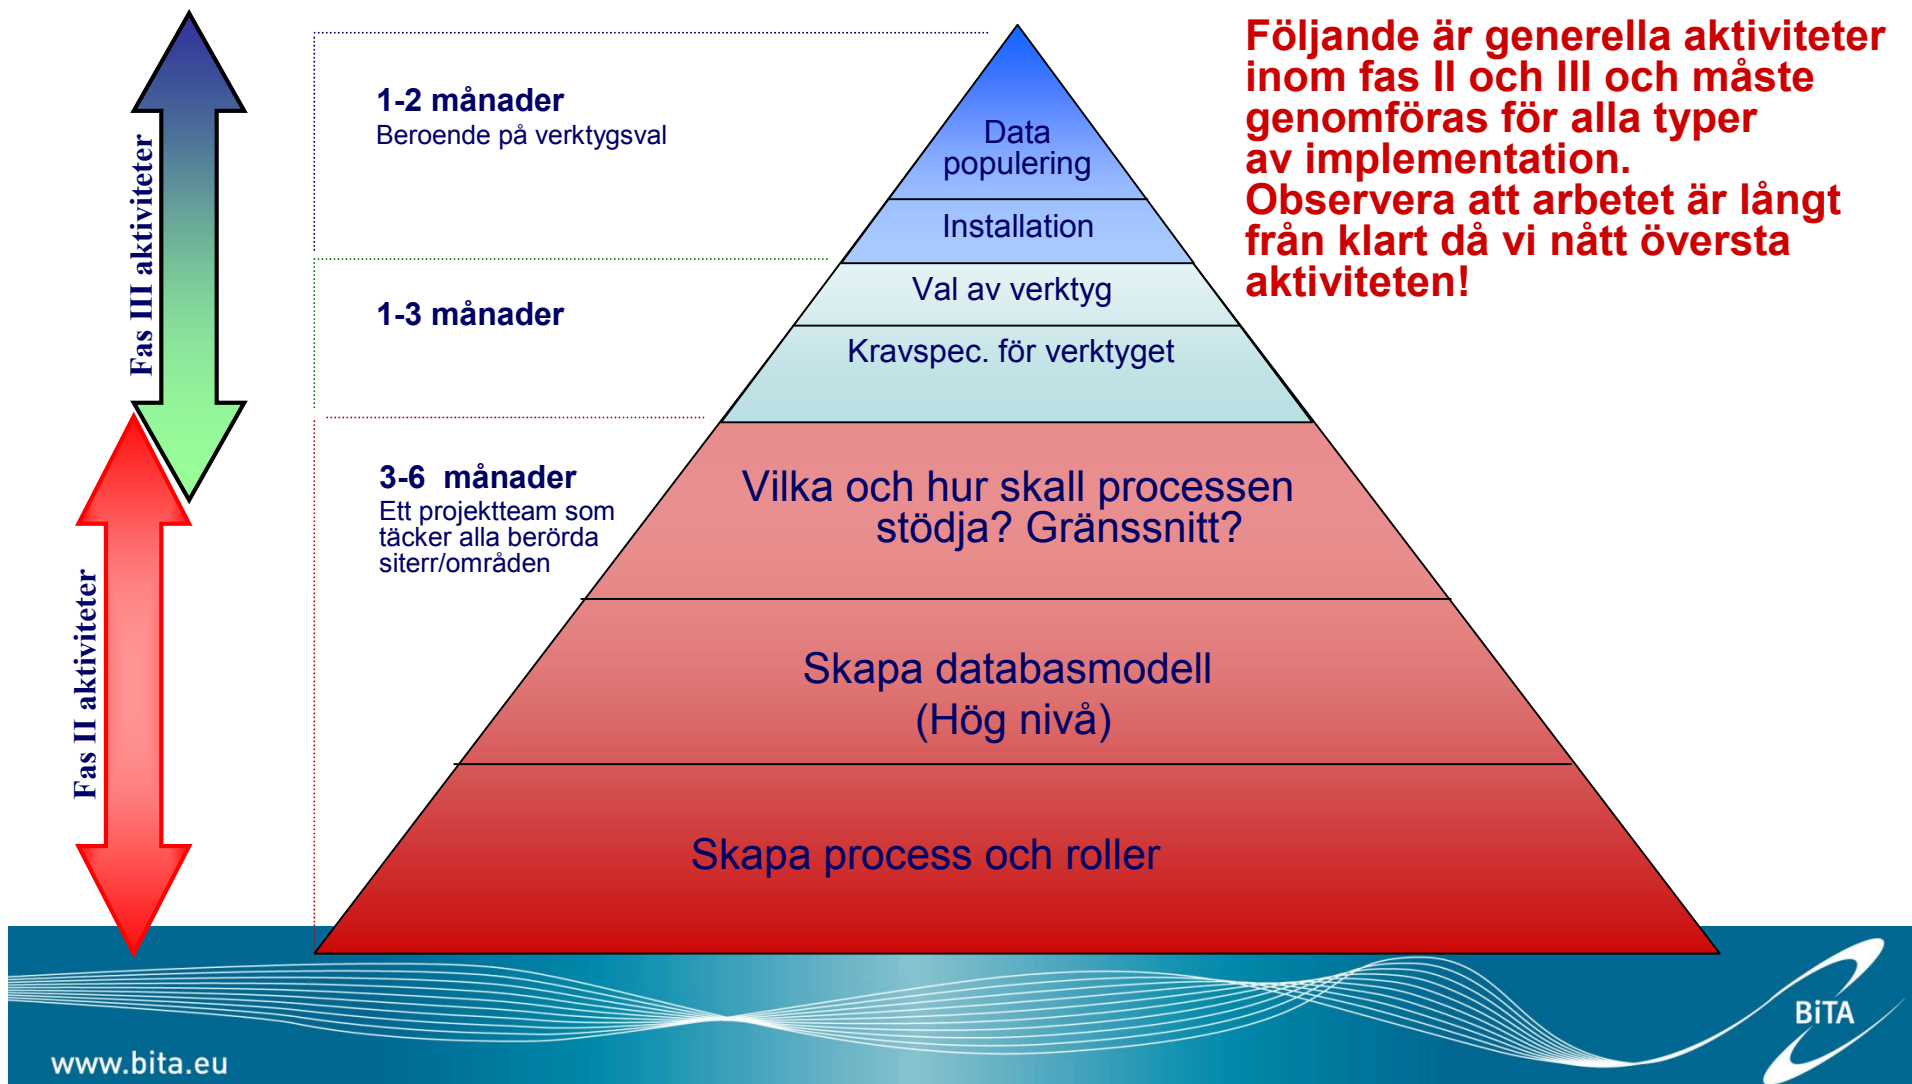 Följande är generella aktiviteter
inom fas II och III och måste
genomföras för alla typer
av implementation.
Observera att arbetet är långt
från klart då vi nått översta
aktiviteten!
Fas III aktiviteter
1-2 månader
Beroende på verktygsval
Data
populering
Installation
1-3 månader
Val av verktyg
Kravspec. för verktyget
Fas II aktiviteter
3-6 månader
Ett projektteam som
täcker alla berörda
siterr/områden
Vilka och hur skall processen
stödja? Gränssnitt?
Skapa databasmodell
(Hög nivå)
Skapa process och roller
www.bita.eu
BiTA